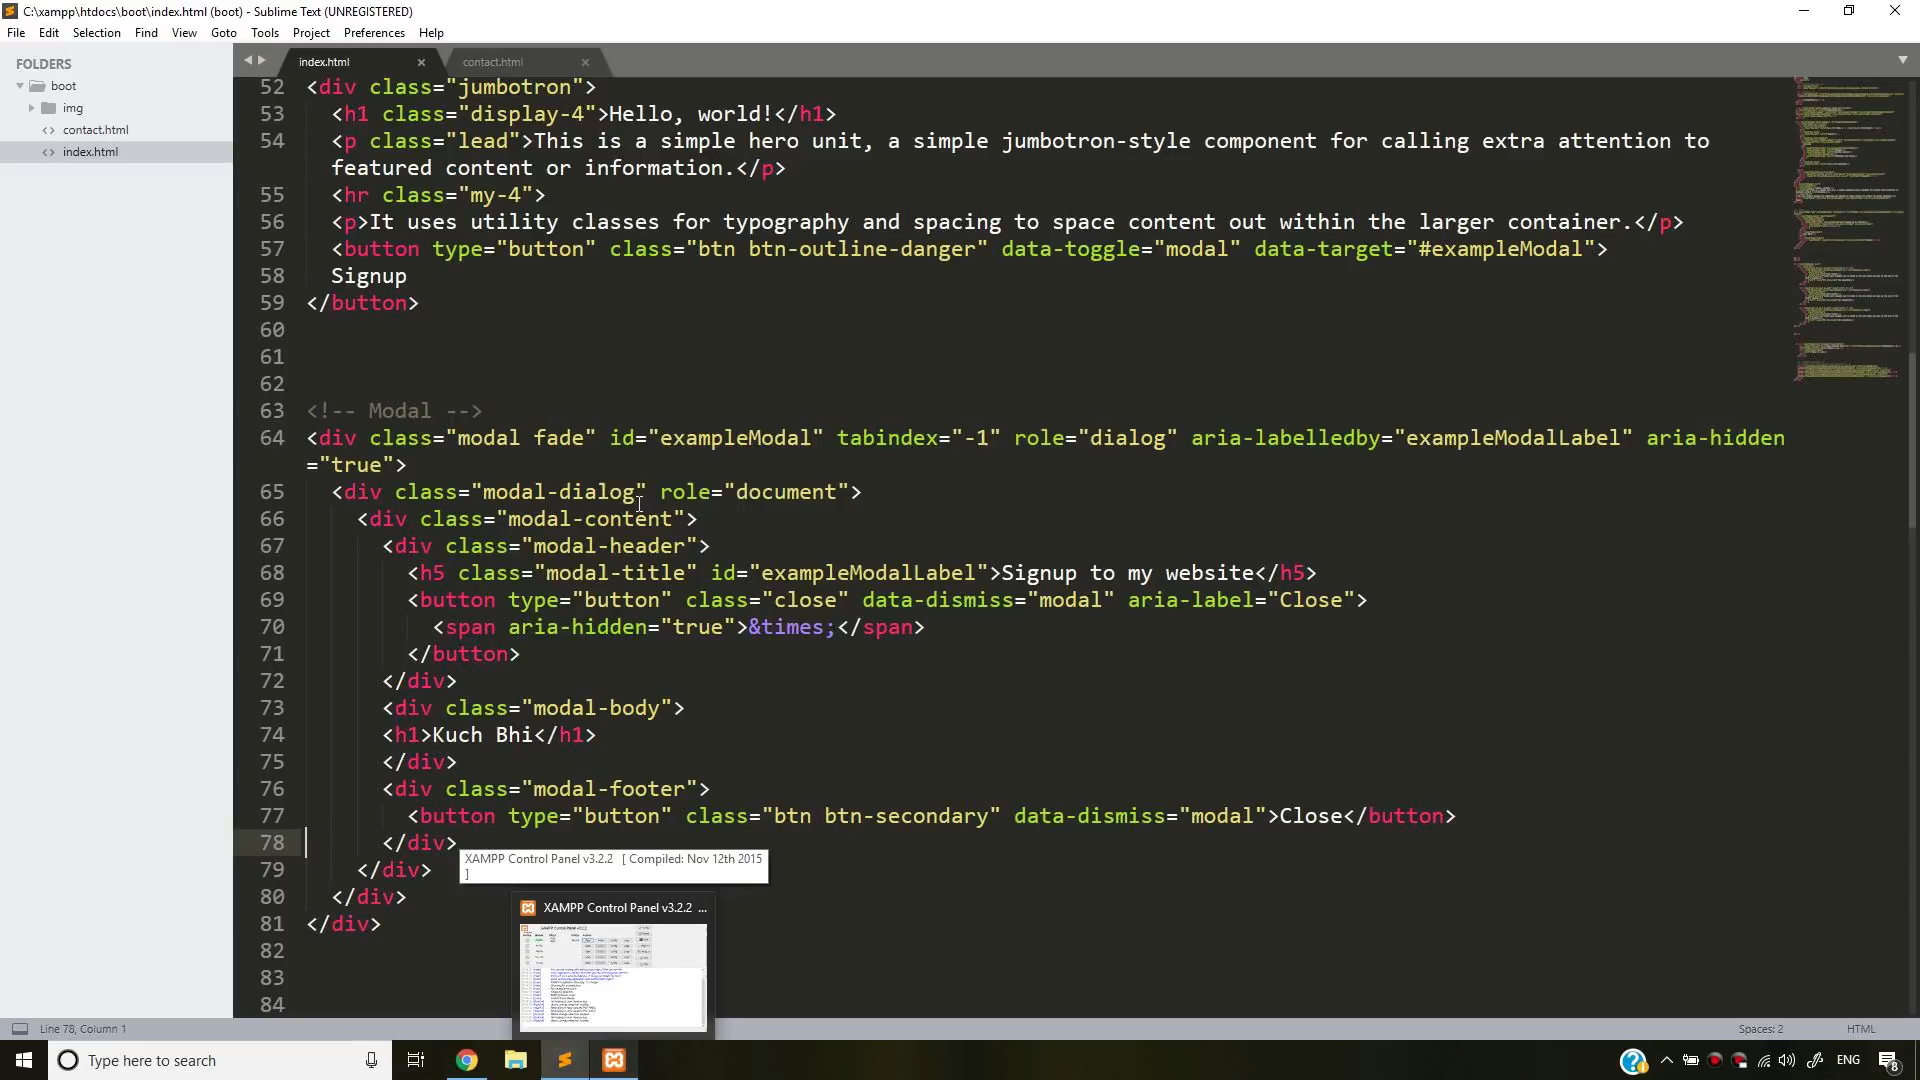 C:\xampp\htdocs\boot\index.html (boot) - Sublime Text (UNREGISTERED)
File Edit Selection Find View Goto Tools Project Preferences Help
FOLDERS
boot
img
contact.html
index.html
index.html contact.html
52 <div class="jumbotron">
53 <h1 class="display-4">Hello, world!</h1>
54 <p class="lead">This is a simple hero unit, a simple jumbotron-style component for calling extra attention to
featured content or information.</p>
55 <hr class="my-4">
56 <p>It uses utility classes for typography and spacing to space content out within the larger container.</p>
57 <button type="button" class="btn btn-outline-danger" data-toggle="modal" data-target="#exampleModal">
58 Signup
59 </button>
60
61
62
63 <!-- Modal -->
64 <div class="modal fade" id="exampleModal" tabindex="-1" role="dialog" aria-labelledby="exampleModalLabel" aria-hidden
="true">
65 <div class="modal-dialog" role="document">
66 <div class="modal-content">
67 <div class="modal-header">
68 <h5 class="modal-title" id="exampleModalLabel">Signup to my website</h5>
69 <button type="button" class="close" data-dismiss="modal" aria-label="Close">
70 <span aria-hidden="true">&times;</span>
71 </button>
72 </div>
73 <div class="modal-body">
74 <h1>Kuch Bhi</h1>
75 </div>
76 <div class="modal-footer">
77 <button type="button" class="btn btn-secondary" data-dismiss="modal">Close</button>
78 </div>
79 </div>
80 </div>
81 </div>
82
83
84
XAMPP Control Panel v3.2.2 [ Compiled: Nov 12th 2015
]
XAMPP Control Panel v3.2.2 ...
Line 78, Column 1
Spaces: 2 HTML
Type here to search
ENG
8